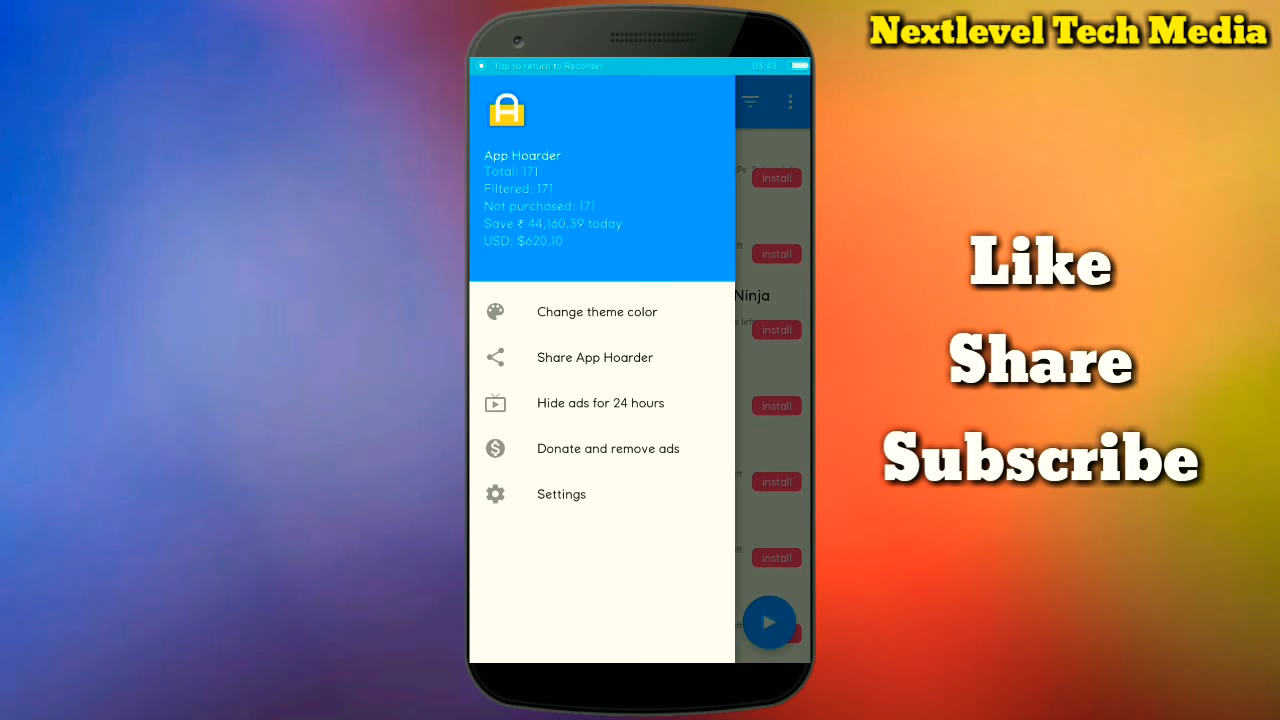 Nextlevel Tech Media
Tap to return to Recorder
03:45
App Hoarder
Total: 171
Filtered: 171
Not purchased: 171
Save ₹ 44,160.39 today
USD: $620.10
Change theme color
Share App Hoarder
Hide ads for 24 hours
Donate and remove ads
Settings
install
install
Ninja
install
install
install
install
Like
Share
Subscribe